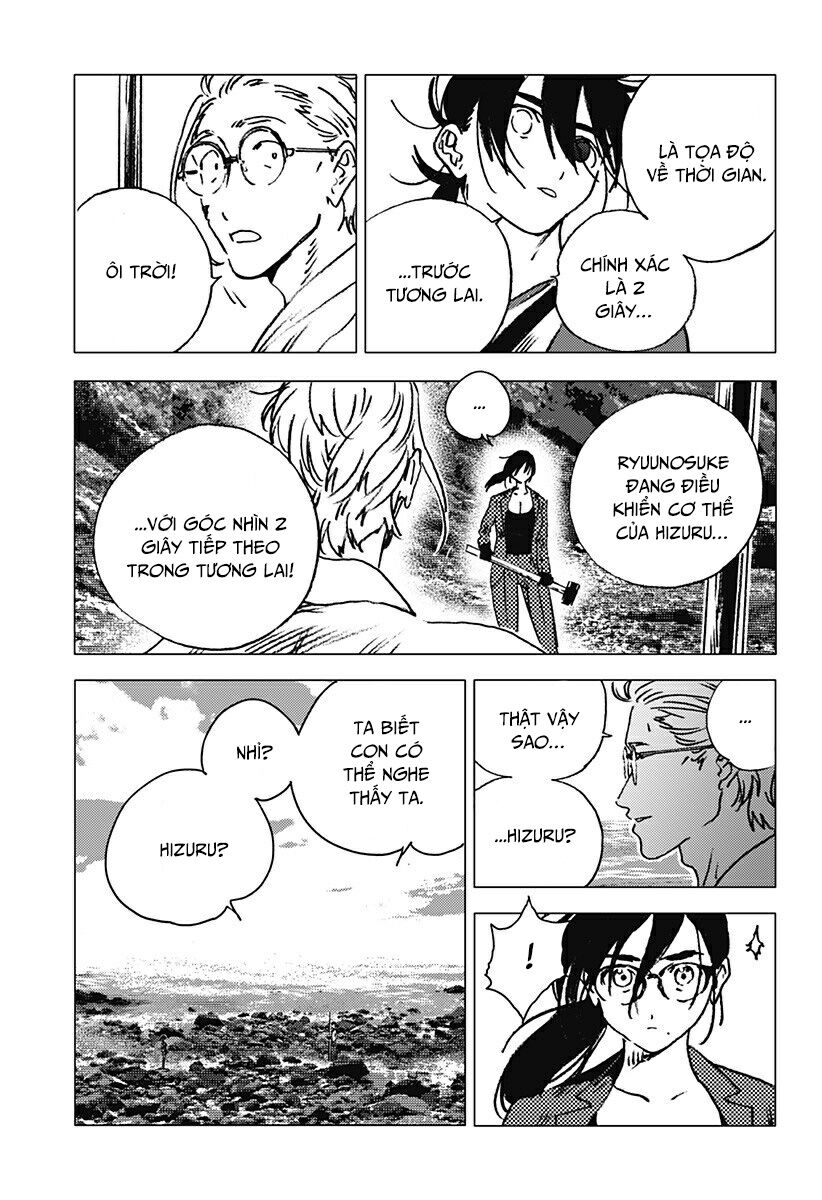 LÀ TỌA ĐỘ
VỀ THỜI GIAN.
CHÍNH XÁC
LÀ 2
GIÂY...
...TRƯỚC
TƯƠNG LAI.
ÔI TRỜI!
...
RYUUNOSUKE
ĐANG ĐIỀU
KHIỂN CƠ THỂ
CỦA HIZURU...
...VỚI GÓC NHÌN 2
GIÂY TIẾP THEO
TRONG TƯƠNG LAI!
...
THẬT VẬY
SAO...
...HIZURU?
!
TA BIẾT
CON CÓ
THỂ NGHE
THẤY TA.
NHỈ?
HIZURU?